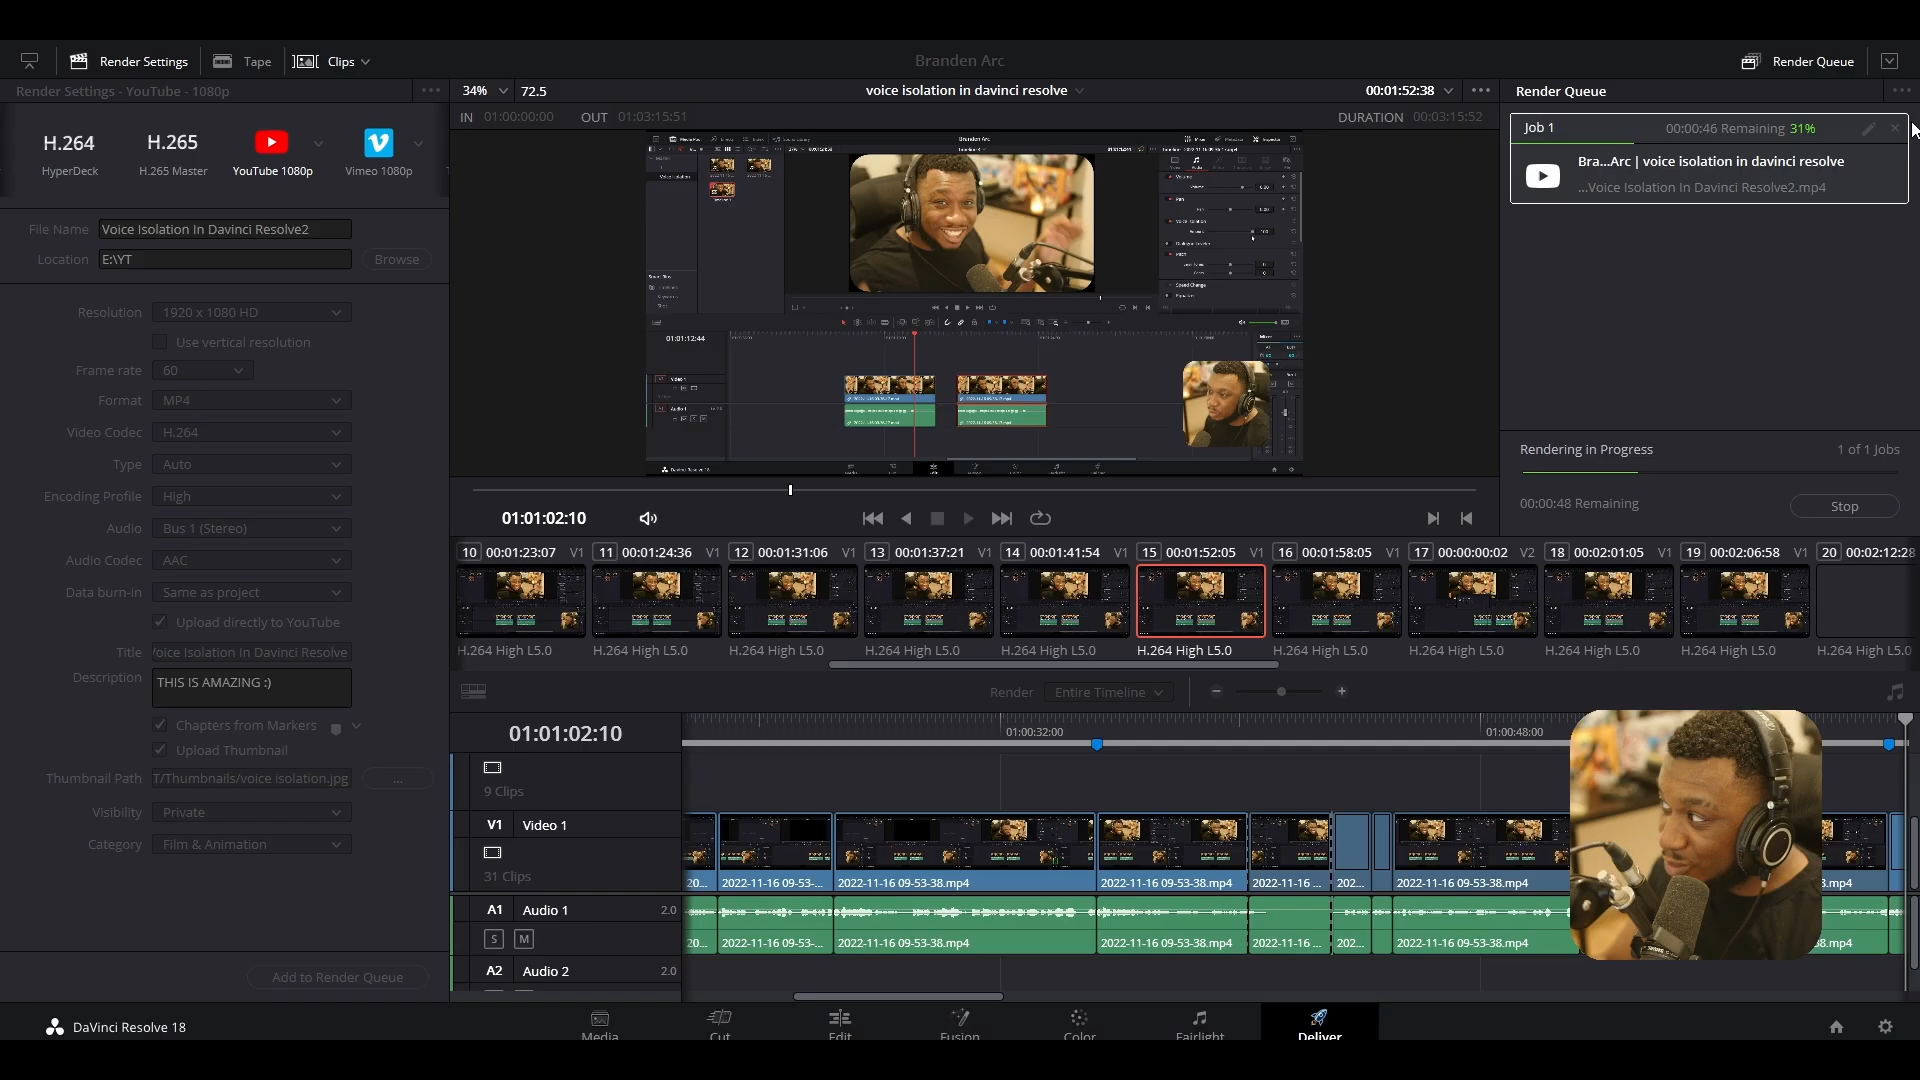 Render Settings
Tape
Clips
Branden Arc
Render Queue
Render Settings - YouTube - 1080p
34%
72.5
voice isolation in davinci resolve
00:01:52:38
Render Queue
IN 01:00:00:00
OUT 01:03:15:51
DURATION 00:03:15:52
H.264
HyperDeck
H.265
H.265 Master
YouTube 1080p
Vimeo 1080p
Job 1
00:00:46 Remaining 31%
Bra...Arc | voice isolation in davinci resolve
...Voice Isolation In Davinci Resolve2.mp4
File Name Voice Isolation In Davinci Resolve2
Location E:\YT
Browse
Resolution 1920 x 1080 HD
Use vertical resolution
Frame rate 60
Format MP4
Video Codec H.264
Type Auto
Encoding Profile High
Audio Bus 1 (Stereo)
Audio Codec AAC
Data burn-in Same as project
Upload directly to YouTube
Title Voice Isolation In Davinci Resolve
Description THIS IS AMAZING :)
Chapters from Markers
Upload Thumbnail
Thumbnail Path T/Thumbnails/voice isolation.jpg ...
Visibility Private
Category Film & Animation
Add to Render Queue
01:01:12:44
Rendering in Progress
1 of 1 Jobs
00:00:48 Remaining
Stop
01:01:02:10
10 00:01:23:07 V1
11 00:01:24:36 V1
12 00:01:31:06 V1
13 00:01:37:21 V1
14 00:01:41:54 V1
15 00:01:52:05 V1
16 00:01:58:05 V1
17 00:00:00:02 V2
18 00:02:01:05 V1
19 00:02:06:58 V1
20 00:02:12:28
H.264 High L5.0
H.264 High L5.0
H.264 High L5.0
H.264 High L5.0
H.264 High L5.0
H.264 High L5.0
H.264 High L5.0
H.264 High L5.0
H.264 High L5.0
H.264 High L5.0
H.264 High L5.0
Render Entire Timeline
01:01:02:10
01:00:32:00
01:00:48:00
9 Clips
V1 Video 1
31 Clips
20...
2022-11-16 09-53-...
2022-11-16 09-53-38.mp4
2022-11-16 09-53-38.mp4
2022-11-16 ...
202...
2022-11-16 09-53-38.mp4
8.mp4
A1 Audio 1 2.0
S M
20...
2022-11-16 09-53-...
2022-11-16 09-53-38.mp4
2022-11-16 09-53-38.mp4
2022-11-16 ...
202...
2022-11-16 09-53-38.mp4
8.mp4
A2 Audio 2 2.0
DaVinci Resolve 18
Media
Cut
Edit
Fusion
Color
Fairlight
Deliver